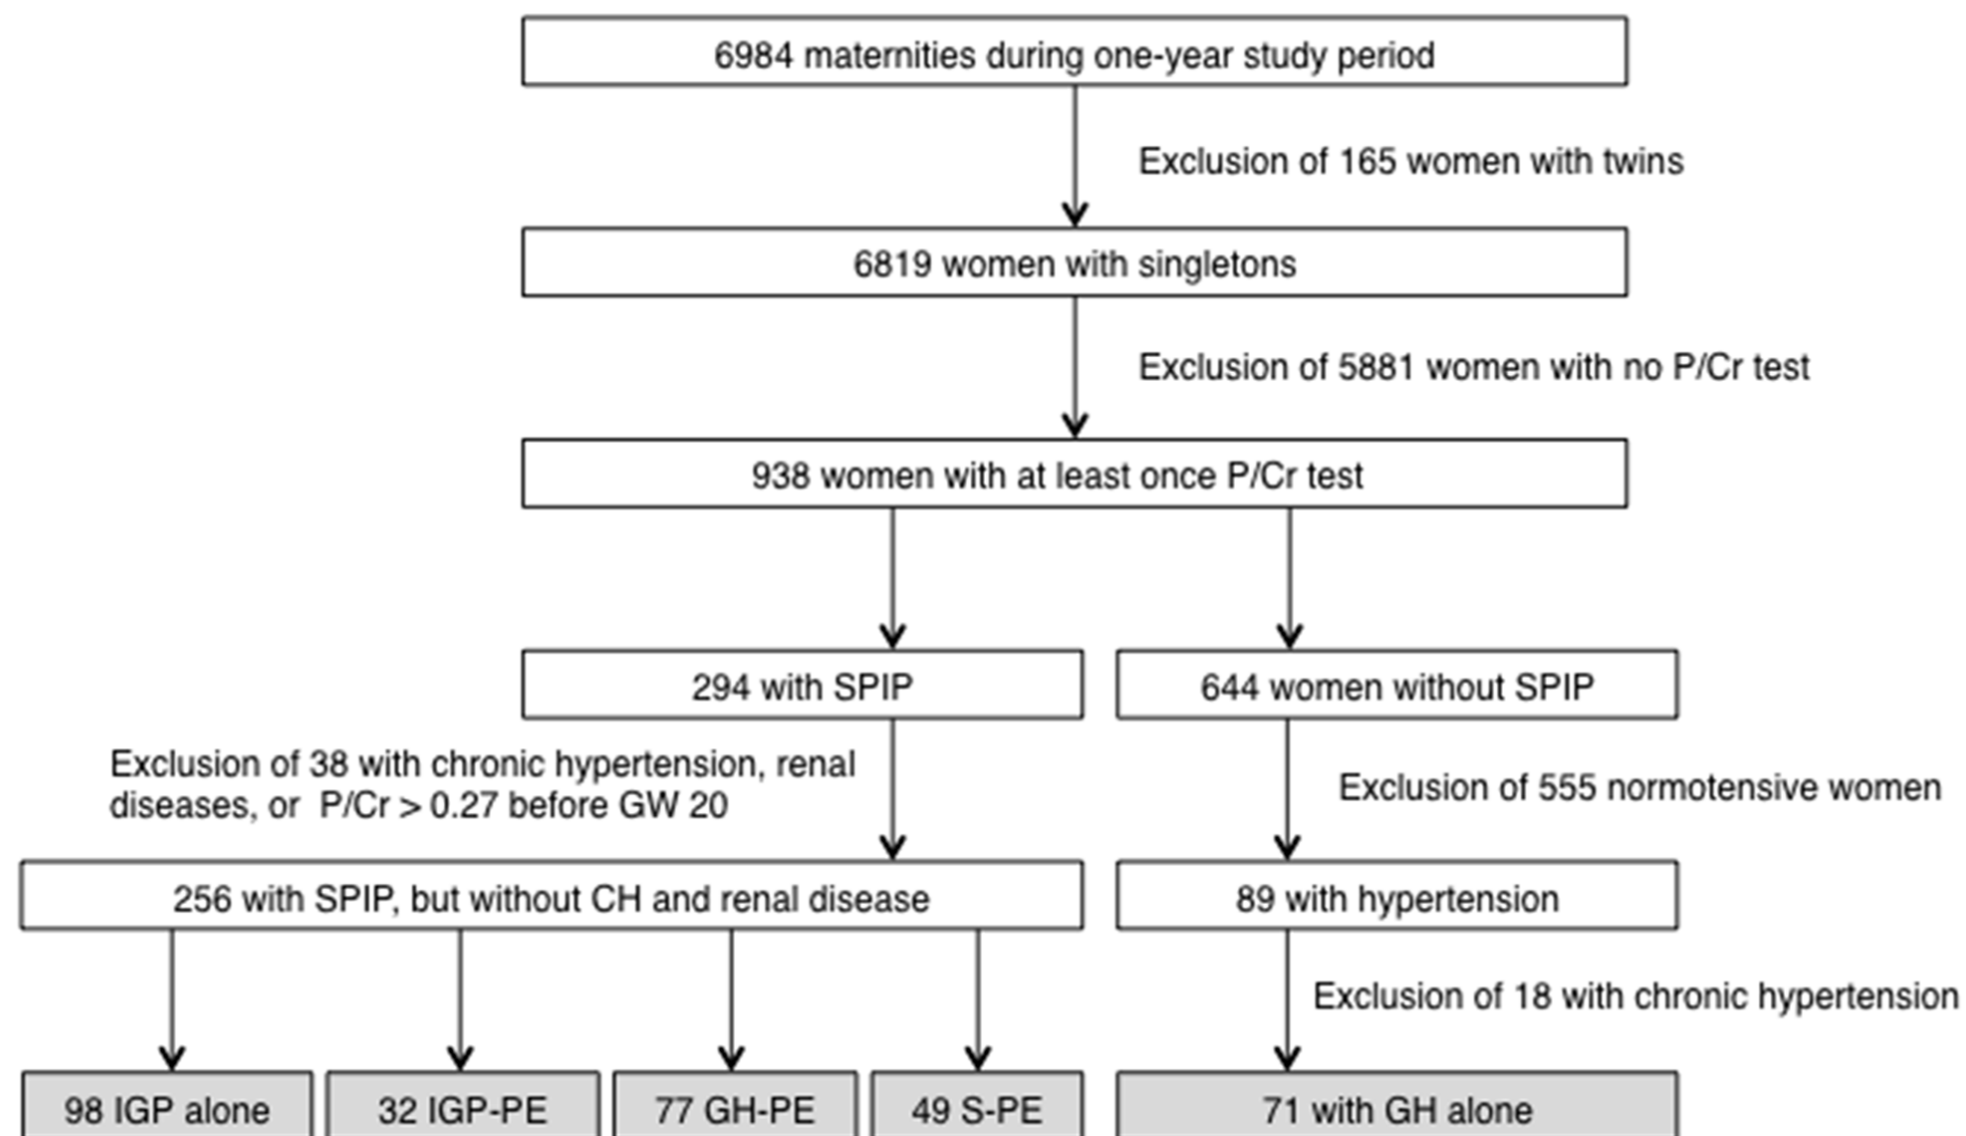 6984 maternities during one-year study period
Exclusion of 165 women with twins
6819 women with singletons
Exclusion of 5881 women with no P/Cr test
938 women with at least once P/Cr test
294 with SPIP
644 women without SPIP
Exclusion of 38 with chronic hypertension, renal
diseases, or P/Cr > 0.27 before GW 20
Exclusion of 555 normotensive women
256 with SPIP, but without CH and renal disease
89 with hypertension
Exclusion of 18 with chronic hypertension
98 IGP alone
32 IGP-PE
77 GH-PE
49 S-PE
71 with GH alone